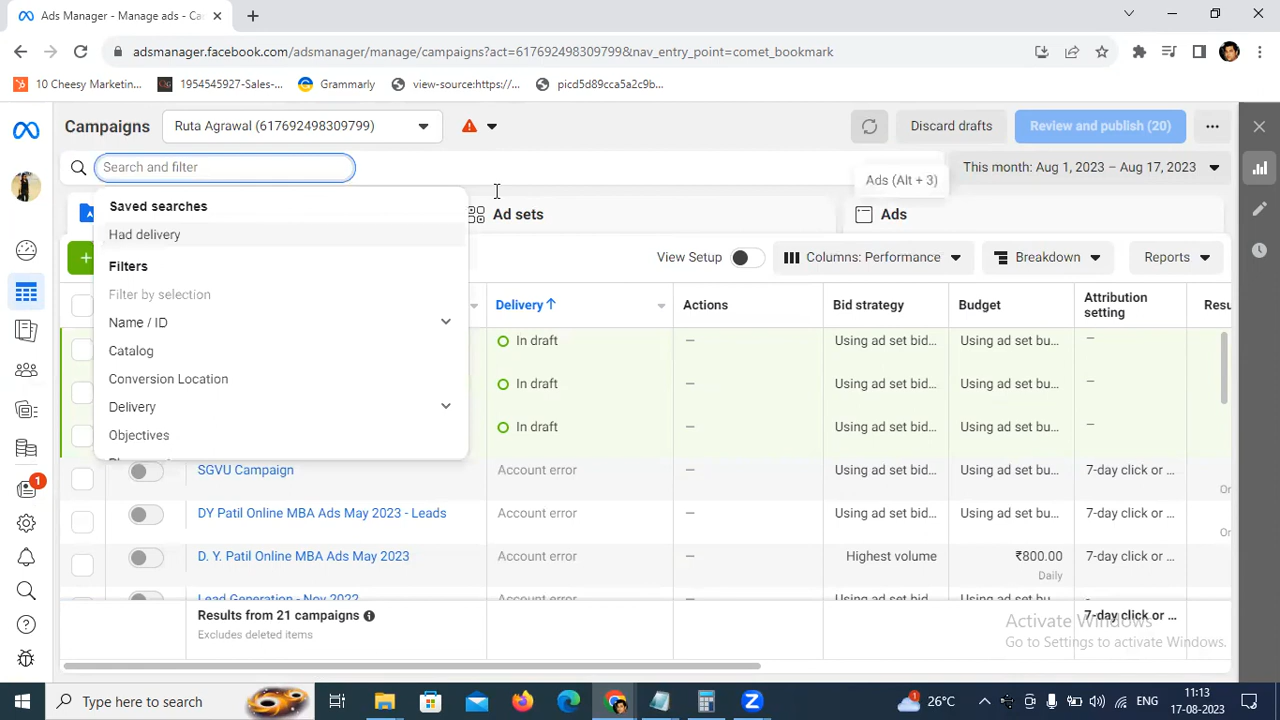 Ads Manager - Manage ads - Ca
adsmanager.facebook.com/adsmanager/manage/campaigns?act=617692498309799&nav_entry_point=comet_bookmark
10 Cheesy Marketin... 1954545927-Sales-... Grammarly view-source:https://... picd5d89ca5a2c9b...
Campaigns Ruta Agrawal (617692498309799) Discard drafts Review and publish (20)
Search and filter This month: Aug 1, 2023 – Aug 17, 2023
Ads (Alt + 3)
Saved searches
Ad sets Ads
Had delivery
View Setup Columns: Performance Breakdown Reports
Filters
Filter by selection
Delivery Actions Bid strategy Budget Attribution setting Resu
Name / ID
In draft — Using ad set bid... Using ad set bu... —
Catalog
Conversion Location
In draft — Using ad set bid... Using ad set bu... —
Delivery
In draft — Using ad set bid... Using ad set bu... —
Objectives
SGVU Campaign Account error — Using ad set bid... Using ad set bu... 7-day click or ...
Or
1
DY Patil Online MBA Ads May 2023 - Leads Account error — Using ad set bid... Using ad set bu... 7-day click or ...
Or
D. Y. Patil Online MBA Ads May 2023 Account error — Highest volume ₹800.00 7-day click or ...
Daily
Lead Generation - Nov 2022 Account error — Using ad set bid... Using ad set bu... -
Results from 21 campaigns 7-day click or ...
Excludes deleted items
Activate Windows
Go to Settings to activate Windows.
Type here to search 1 26°C ENG 11:13
17-08-2023